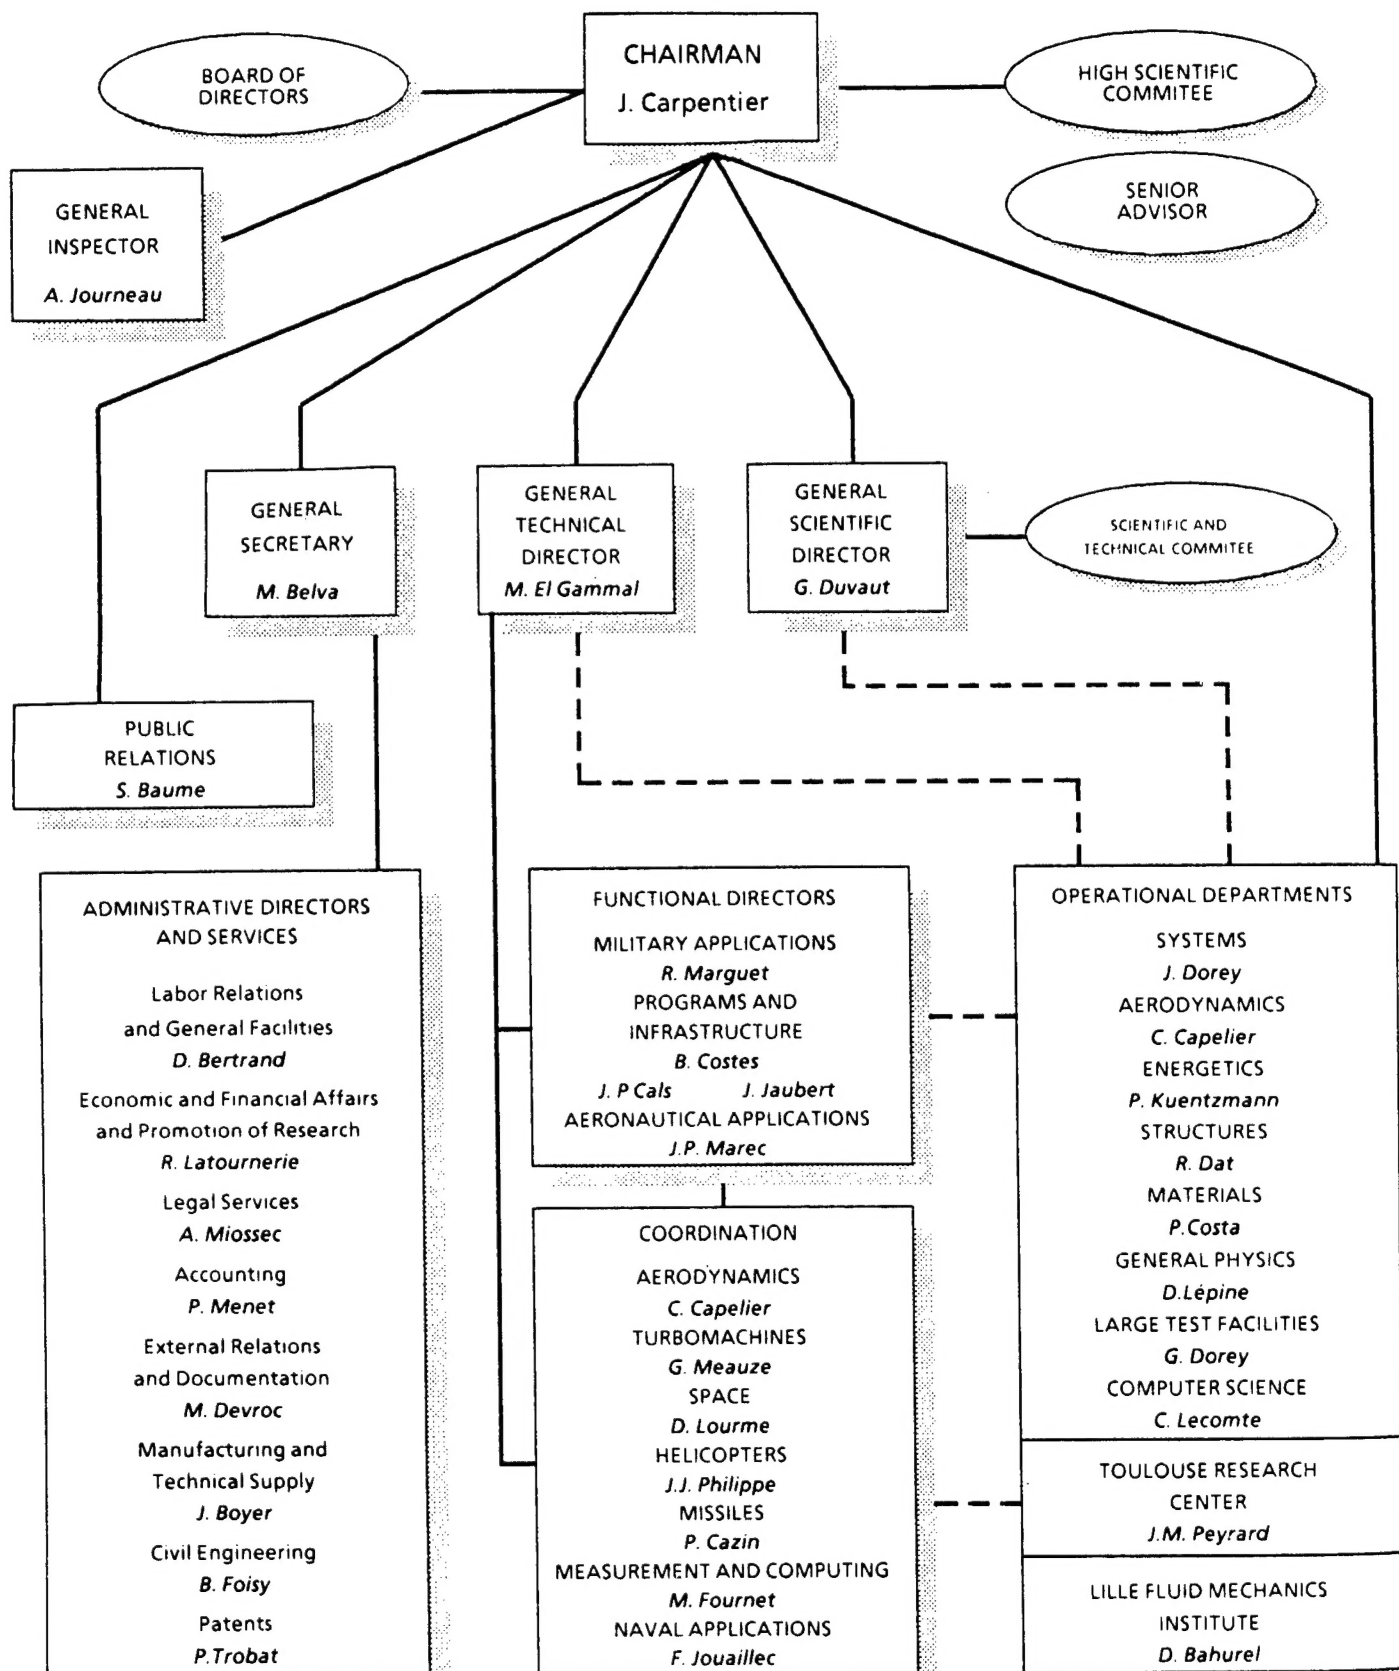 CHAIRMAN
J. Carpentier
BOARD OF
DIRECTORS
HIGH SCIENTIFIC
COMMITEE
SENIOR
ADVISOR
GENERAL
INSPECTOR
A. Journeau
GENERAL
SECRETARY
M. Belva
GENERAL
TECHNICAL
DIRECTOR
M. El Gammal
GENERAL
SCIENTIFIC
DIRECTOR
G. Duvaut
SCIENTIFIC AND
TECHNICAL COMMITEE
PUBLIC
RELATIONS
S. Baume
ADMINISTRATIVE DIRECTORS
AND SERVICES
Labor Relations
and General Facilities
D. Bertrand
Economic and Financial Affairs
and Promotion of Research
R. Latournerie
Legal Services
A. Miossec
Accounting
P. Menet
External Relations
and Documentation
M. Devroc
Manufacturing and
Technical Supply
J. Boyer
Civil Engineering
B. Foisy
Patents
P.Trobat
FUNCTIONAL DIRECTORS
MILITARY APPLICATIONS
R. Marguet
PROGRAMS AND
INFRASTRUCTURE
B. Costes
J. P Cals J. Jaubert
AERONAUTICAL APPLICATIONS
J.P. Marec
COORDINATION
AERODYNAMICS
C. Capelier
TURBOMACHINES
G. Meauze
SPACE
D. Lourme
HELICOPTERS
J.J. Philippe
MISSILES
P. Cazin
MEASUREMENT AND COMPUTING
M. Fournet
NAVAL APPLICATIONS
F. Jouaillec
OPERATIONAL DEPARTMENTS
SYSTEMS
J. Dorey
AERODYNAMICS
C. Capelier
ENERGETICS
P. Kuentzmann
STRUCTURES
R. Dat
MATERIALS
P.Costa
GENERAL PHYSICS
D.Lépine
LARGE TEST FACILITIES
G. Dorey
COMPUTER SCIENCE
C. Lecomte
TOULOUSE RESEARCH
CENTER
J.M. Peyrard
LILLE FLUID MECHANICS
INSTITUTE
D. Bahurel